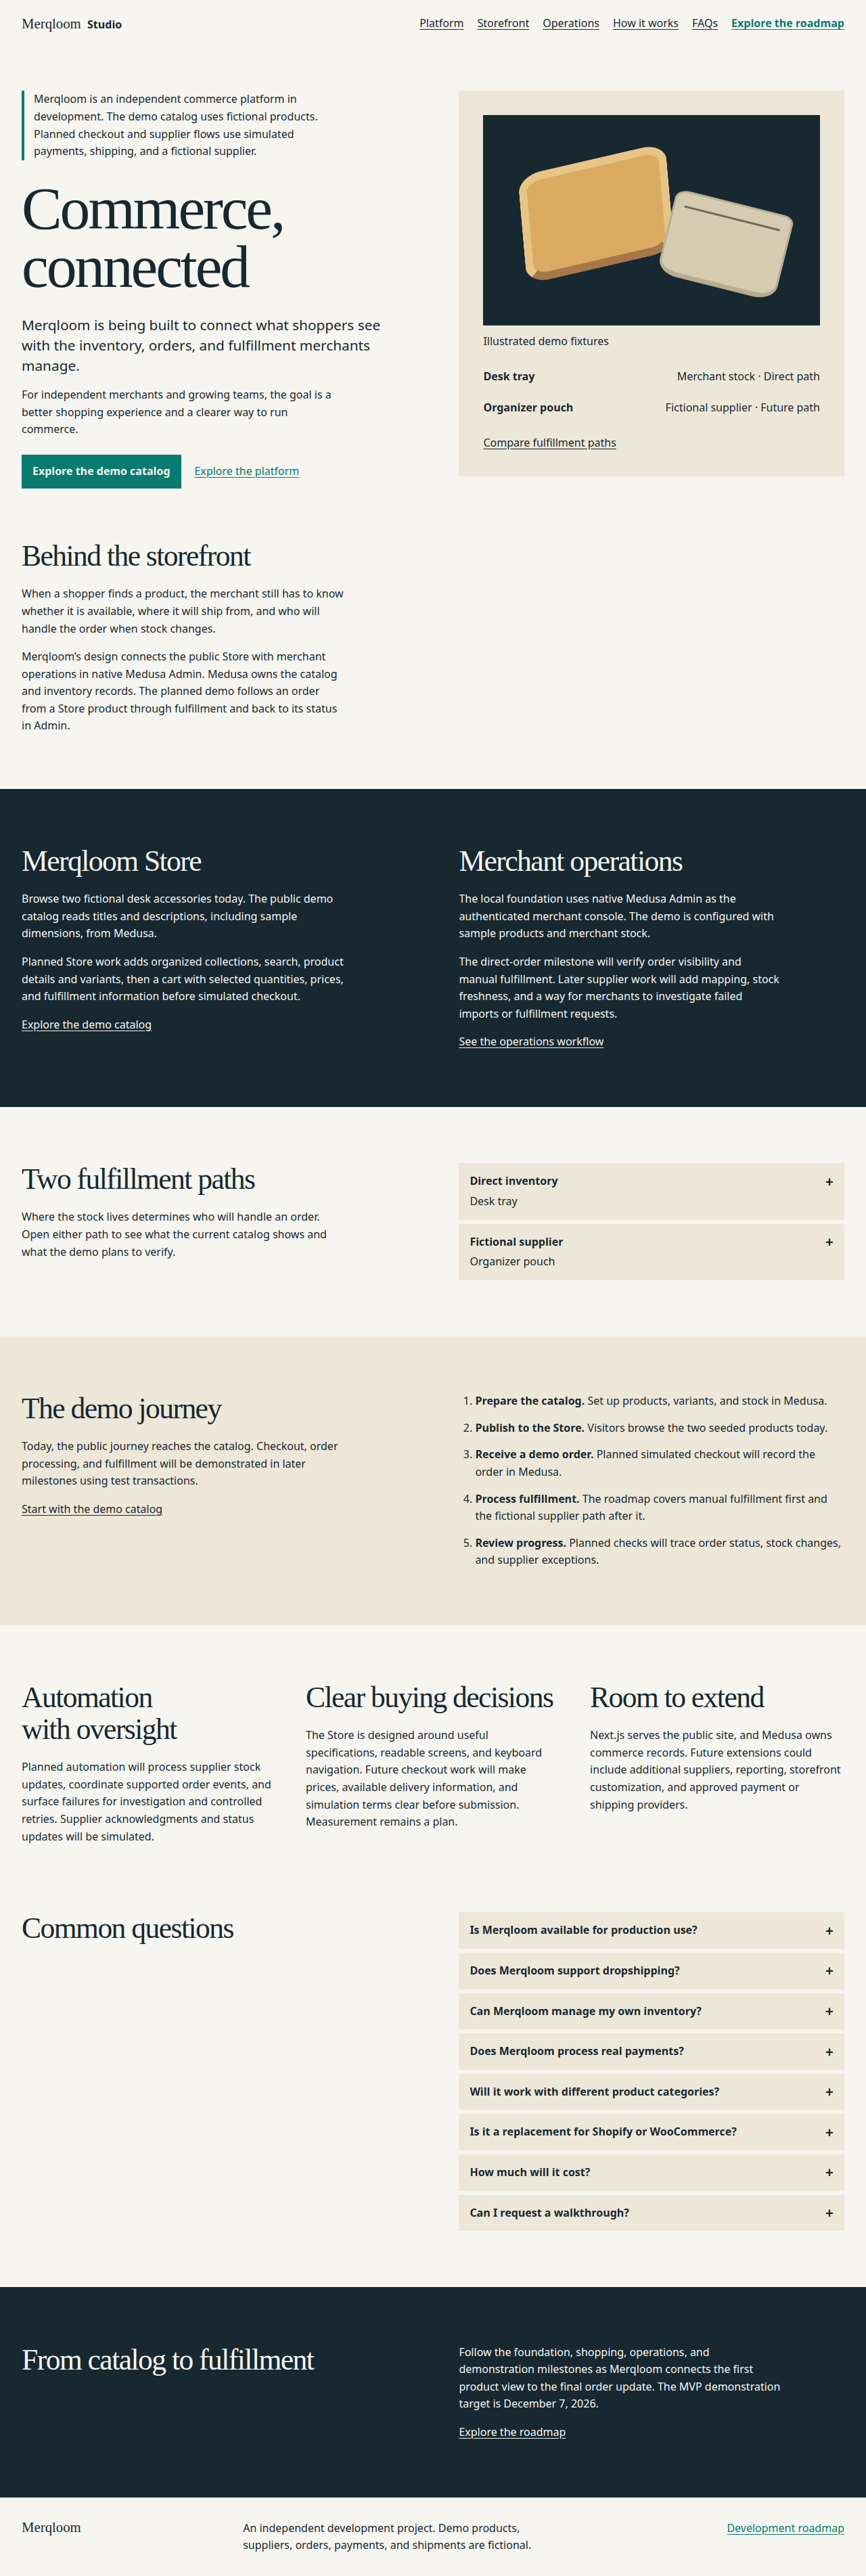 Merqloom Studio
Platform Storefront Operations How it works FAQs Explore the roadmap
Merqloom is an independent commerce platform in
development. The demo catalog uses fictional products.
Planned checkout and supplier flows use simulated
payments, shipping, and a fictional supplier.
Commerce,
connected
Merqloom is being built to connect what shoppers see
with the inventory, orders, and fulfillment merchants
manage.
For independent merchants and growing teams, the goal is a
better shopping experience and a clearer way to run
commerce.
Explore the demo catalog Explore the platform
Illustrated demo fixtures
Desk tray Merchant stock · Direct path
Organizer pouch Fictional supplier · Future path
Compare fulfillment paths
Behind the storefront
When a shopper finds a product, the merchant still has to know
whether it is available, where it will ship from, and who will
handle the order when stock changes.
Merqloom’s design connects the public Store with merchant
operations in native Medusa Admin. Medusa owns the catalog
and inventory records. The planned demo follows an order
from a Store product through fulfillment and back to its status
in Admin.
Merqloom Store
Browse two fictional desk accessories today. The public demo
catalog reads titles and descriptions, including sample
dimensions, from Medusa.
Planned Store work adds organized collections, search, product
details and variants, then a cart with selected quantities, prices,
and fulfillment information before simulated checkout.
Explore the demo catalog
Merchant operations
The local foundation uses native Medusa Admin as the
authenticated merchant console. The demo is configured with
sample products and merchant stock.
The direct-order milestone will verify order visibility and
manual fulfillment. Later supplier work will add mapping, stock
freshness, and a way for merchants to investigate failed
imports or fulfillment requests.
See the operations workflow
Two fulfillment paths
Where the stock lives determines who will handle an order.
Open either path to see what the current catalog shows and
what the demo plans to verify.
Direct inventory +
Desk tray
Fictional supplier +
Organizer pouch
The demo journey
Today, the public journey reaches the catalog. Checkout, order
processing, and fulfillment will be demonstrated in later
milestones using test transactions.
Start with the demo catalog
1. Prepare the catalog. Set up products, variants, and stock in Medusa.
2. Publish to the Store. Visitors browse the two seeded products today.
3. Receive a demo order. Planned simulated checkout will record the
order in Medusa.
4. Process fulfillment. The roadmap covers manual fulfillment first and
the fictional supplier path after it.
5. Review progress. Planned checks will trace order status, stock changes,
and supplier exceptions.
Automation
with oversight
Planned automation will process supplier stock
updates, coordinate supported order events, and
surface failures for investigation and controlled
retries. Supplier acknowledgments and status
updates will be simulated.
Clear buying decisions
The Store is designed around useful
specifications, readable screens, and keyboard
navigation. Future checkout work will make
prices, available delivery information, and
simulation terms clear before submission.
Measurement remains a plan.
Room to extend
Next.js serves the public site, and Medusa owns
commerce records. Future extensions could
include additional suppliers, reporting, storefront
customization, and approved payment or
shipping providers.
Common questions
Is Merqloom available for production use? +
Does Merqloom support dropshipping? +
Can Merqloom manage my own inventory? +
Does Merqloom process real payments? +
Will it work with different product categories? +
Is it a replacement for Shopify or WooCommerce? +
How much will it cost? +
Can I request a walkthrough? +
From catalog to fulfillment
Follow the foundation, shopping, operations, and
demonstration milestones as Merqloom connects the first
product view to the final order update. The MVP demonstration
target is December 7, 2026.
Explore the roadmap
Merqloom
An independent development project. Demo products,
suppliers, orders, payments, and shipments are fictional.
Development roadmap